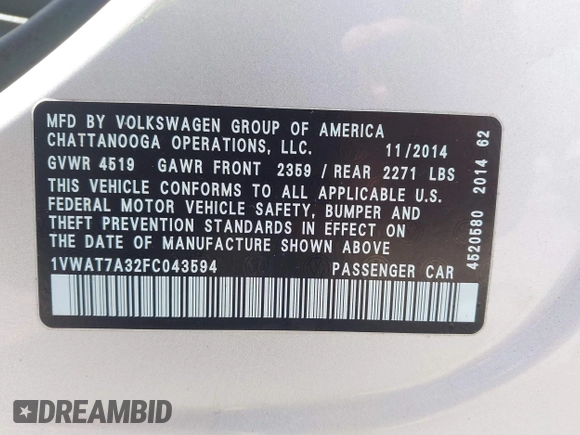 MFD BY VOLKSWAGEN GROUP OF AMERICA
CHATTANOOGA OPERATIONS, LLC. 11/2014
GVWR 4519 GAWR FRONT 2359 / REAR 2271 LBS
THIS VEHICLE CONFORMS TO ALL APPLICABLE U.S.
FEDERAL MOTOR VEHICLE SAFETY, BUMPER AND
THEFT PREVENTION STANDARDS IN EFFECT ON
THE DATE OF MANUFACTURE SHOWN ABOVE
1VWAT7A32FC043594 PASSENGER CAR
4520580 2014 62
DREAMBID